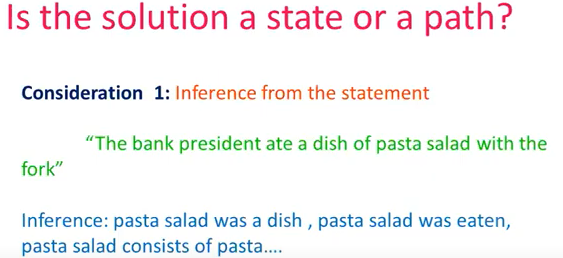 Is the solution a state or a path?
Consideration 1: Inference from the statement
“The bank president ate a dish of pasta salad with the
fork”
Inference: pasta salad was a dish , pasta salad was eaten,
pasta salad consists of pasta....